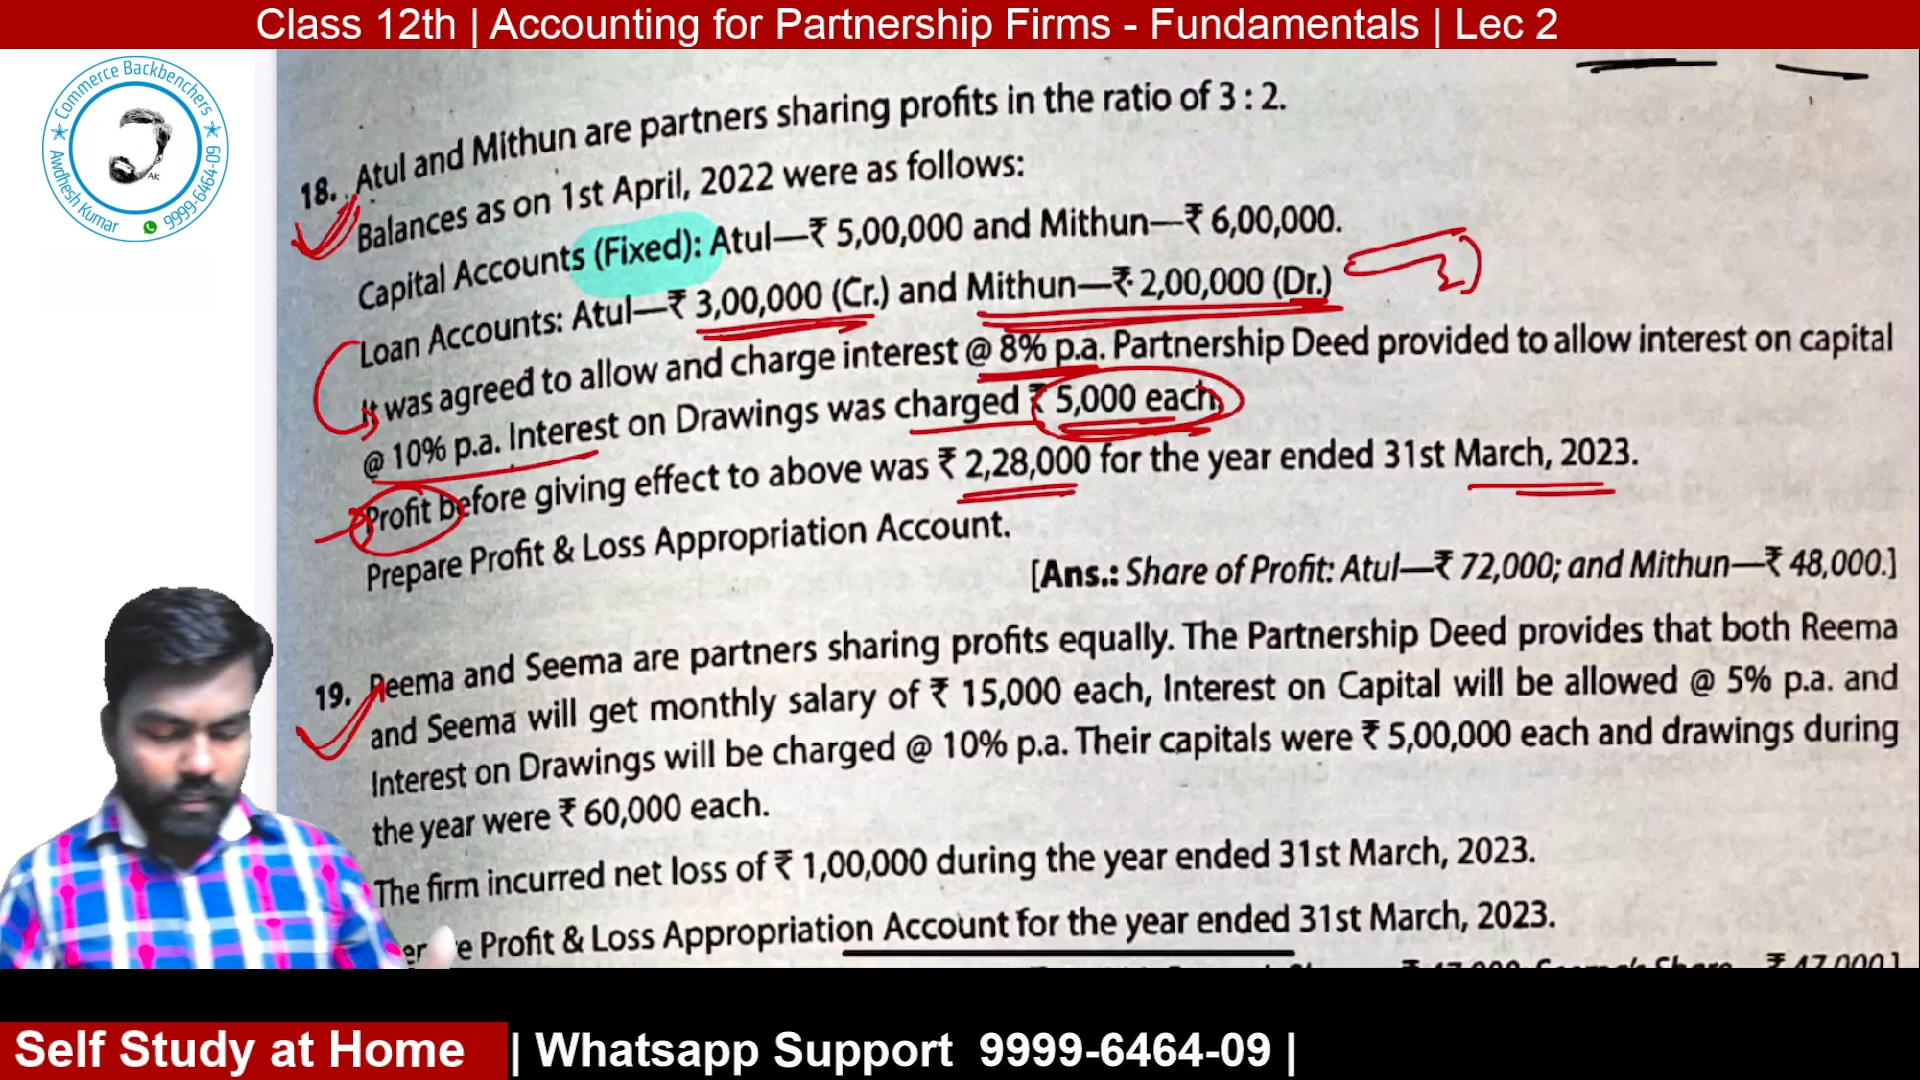 Class 12th | Accounting for Partnership Firms - Fundamentals | Lec 2
Commerce Backbenchers
Awdhesh Kumar
9999-6464-09
AK
18. Atul and Mithun are partners sharing profits in the ratio of 3 : 2.
Balances as on 1st April, 2022 were as follows:
Capital Accounts (Fixed): Atul—₹ 5,00,000 and Mithun—₹ 6,00,000.
Loan Accounts: Atul—₹ 3,00,000 (Cr.) and Mithun—₹ 2,00,000 (Dr.)
It was agreed to allow and charge interest @ 8% p.a. Partnership Deed provided to allow interest on capital
@ 10% p.a. Interest on Drawings was charged ₹ 5,000 each.
Profit before giving effect to above was ₹ 2,28,000 for the year ended 31st March, 2023.
Prepare Profit & Loss Appropriation Account.
[Ans.: Share of Profit: Atul—₹ 72,000; and Mithun—₹ 48,000.]
19. Reema and Seema are partners sharing profits equally. The Partnership Deed provides that both Reema
and Seema will get monthly salary of ₹ 15,000 each, Interest on Capital will be allowed @ 5% p.a. and
Interest on Drawings will be charged @ 10% p.a. Their capitals were ₹ 5,00,000 each and drawings during
the year were ₹ 60,000 each.
The firm incurred net loss of ₹ 1,00,000 during the year ended 31st March, 2023.
Profit & Loss Appropriation Account for the year ended 31st March, 2023.
₹ 47,000.]
Self Study at Home | Whatsapp Support 9999-6464-09 |